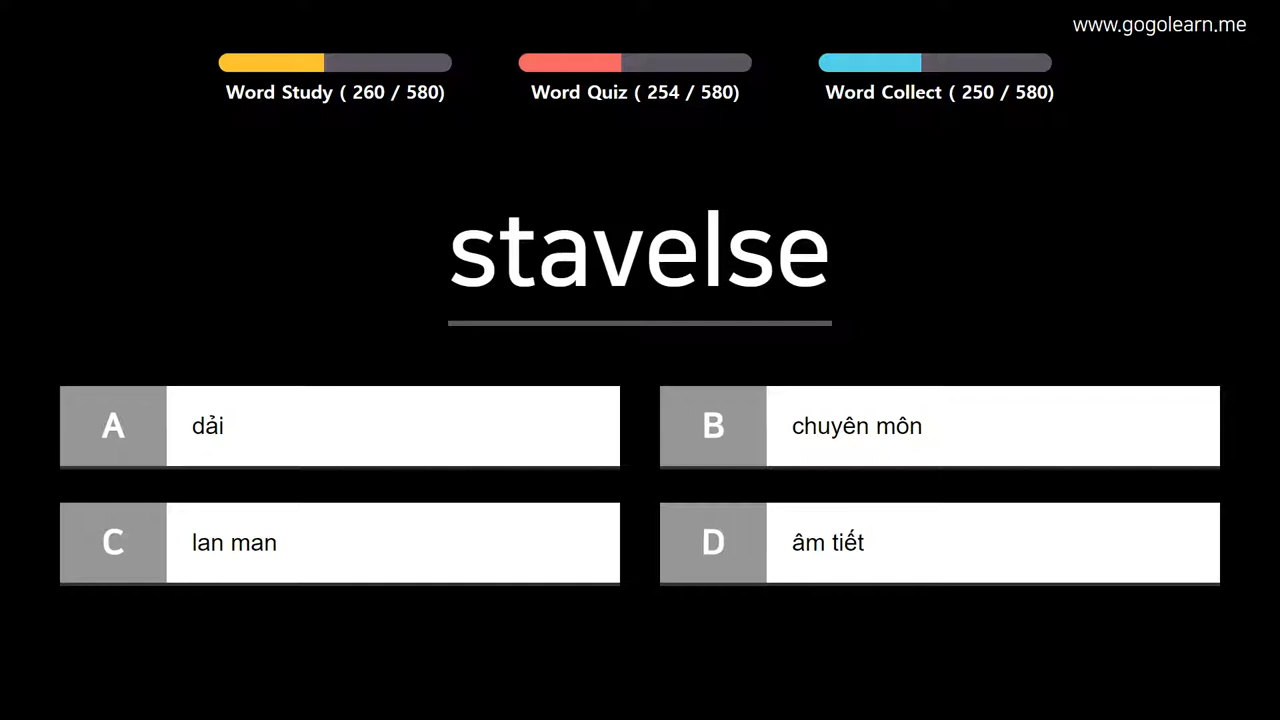 www.gogolearn.me
Word Study ( 260 / 580)
Word Quiz ( 254 / 580)
Word Collect ( 250 / 580)
stavelse
A dải
B chuyên môn
C lan man
D âm tiết